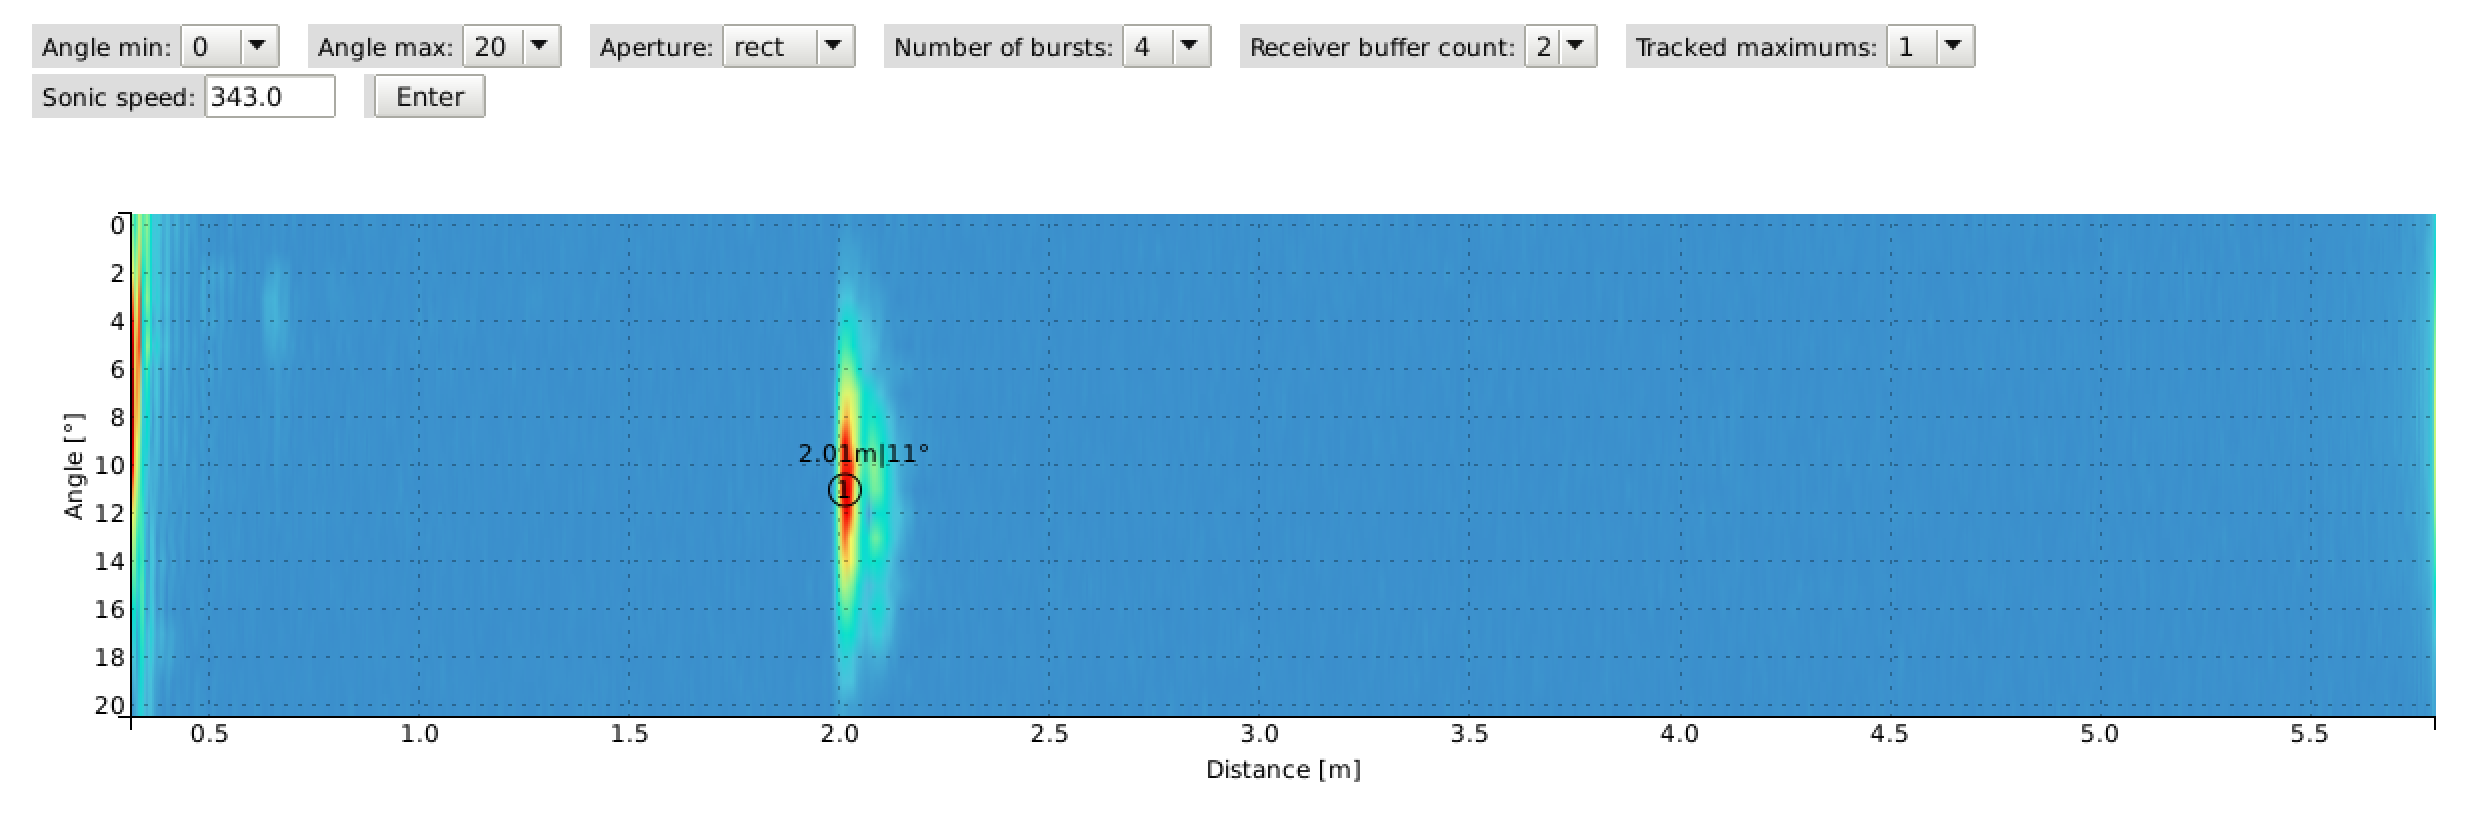 Angle min: 0 Angle max: 20 Aperture: rect Number of bursts: 4 Receiver buffer count: 2 Tracked maximums: 1
Sonic speed: 343.0 Enter
0
2
4
6
8
10
12
14
16
18
20
Angle [°]
2.01m|11°
1
0.5 1.0 1.5 2.0 2.5 3.0 3.5 4.0 4.5 5.0 5.5
Distance [m]